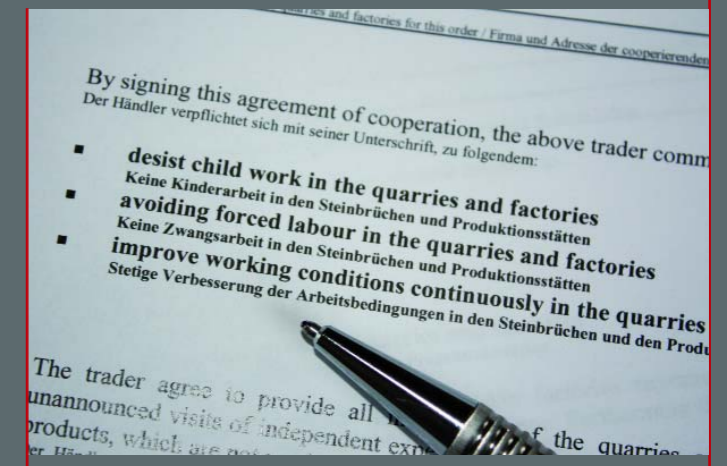 and factories for this order / Firma und Adresse der cooperierenden
By signing this agreement of cooperation, the above trader comm
Der Händler verpflichtet sich mit seiner Unterschrift, zu folgendem:
▪ desist child work in the quarries and factories
Keine Kinderarbeit in den Steinbrüchen und Produktionsstätten
▪ avoiding forced labour in the quarries and factories
Keine Zwangsarbeit in den Steinbrüchen und Produktionsstätten
▪ improve working conditions continuously in the quarries
Stetige Verbesserung der Arbeitsbedingungen in den Steinbrüchen und den Produ
The trader agree to provide all of the quarries
unannounced visits of independent expe
products, which are not